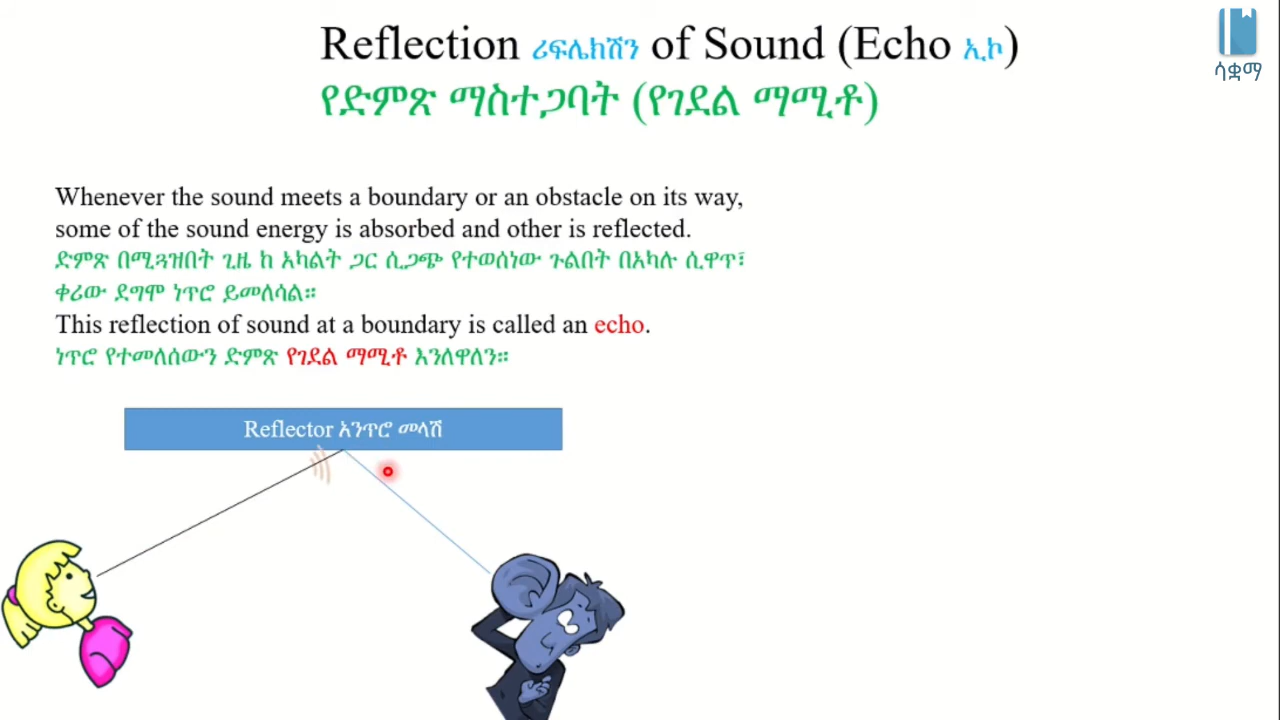 Reflection ሪፍሌክሽን of Sound (Echo ኢኮ)
የድምጽ ማስተጋባት (የገደል ማሚቶ)
ሳቋማ
Whenever the sound meets a boundary or an obstacle on its way,
some of the sound energy is absorbed and other is reflected.
ድምጽ በሚጓዝበት ጊዜ ከ አካልት ጋር ሲጋጭ የተወሰነው ጉልበት በአካሉ ሲዋጥ፣
ቀሪው ደግሞ ነጥሮ ይመለሳል።
This reflection of sound at a boundary is called an echo.
ነጥሮ የተመለሰውን ድምጽ የገደል ማሚቶ እንለዋለን።
Reflector አንጥሮ መላሽ